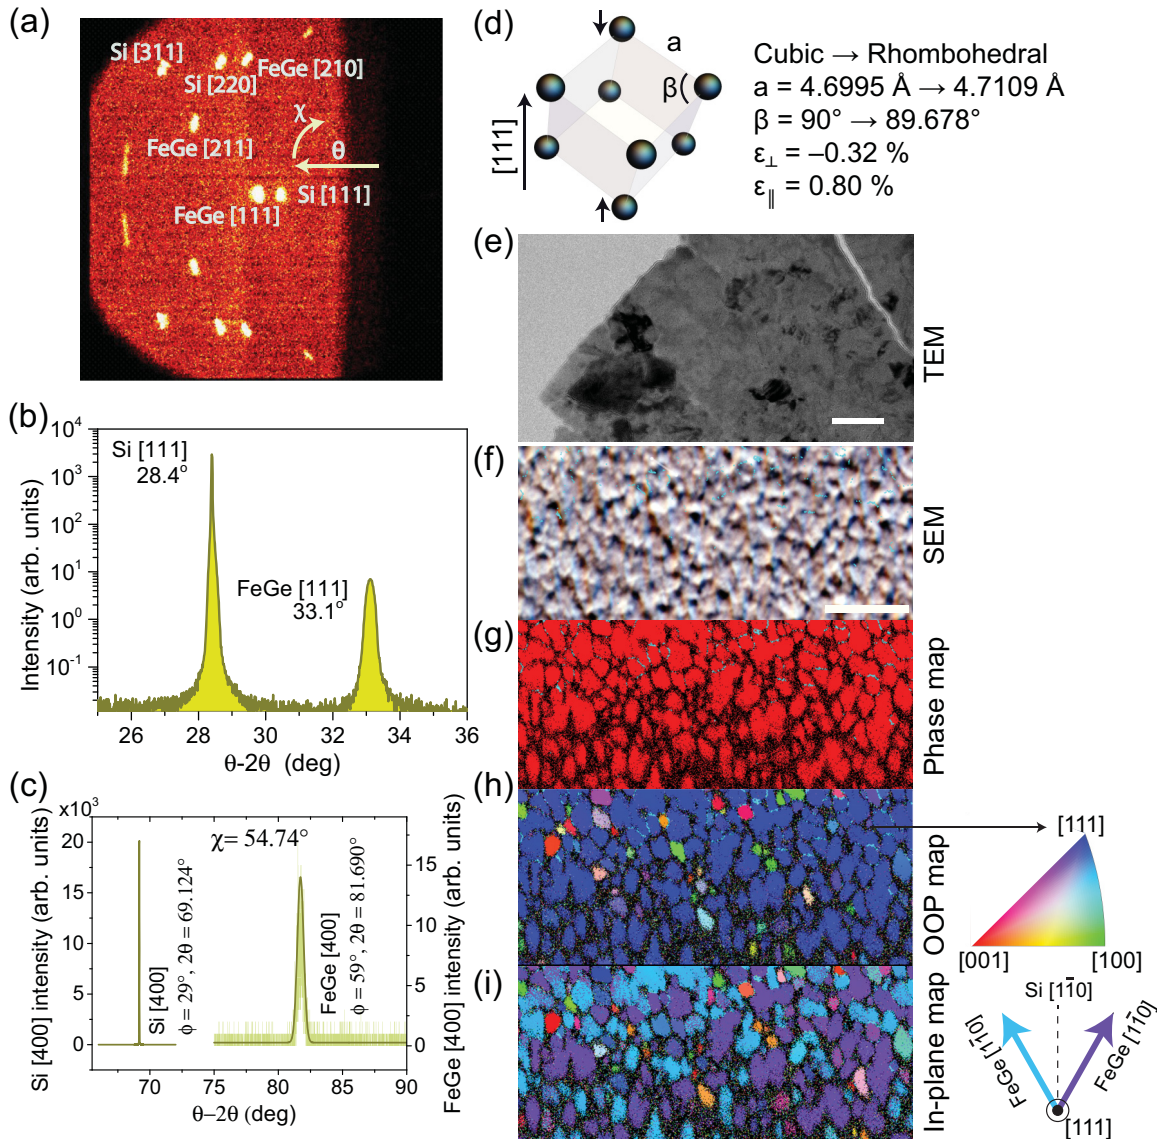 (a)
Si [311]
Si [220]
FeGe [210]
χ
FeGe [211]
θ
Si [111]
FeGe [111]
(b)
Intensity (arb. units)
10⁴
10³
10²
10¹
10⁰
10⁻¹
Si [111]
28.4°
FeGe [111]
33.1°
26 28 30 32 34 36
θ-2θ (deg)
(c)
x10³
Si [400] intensity (arb. units)
20
15
10
5
0
χ= 54.74°
Si [400]
ϕ = 29°, 2θ = 69.124°
FeGe [400]
ϕ = 59°, 2θ = 81.690°
15
10
5
0
FeGe [400] intensity (arb. units)
70 75 80 85 90
θ–2θ (deg)
(d)
[111]
a
β
Cubic → Rhombohedral
a = 4.6995 Å → 4.7109 Å
β = 90° → 89.678°
ε⊥ = –0.32 %
ε∥ = 0.80 %
(e)
TEM
(f)
SEM
(g)
Phase map
(h)
OOP map
[111]
[001]
[100]
(i)
In-plane map
Si [11̄0]
FeGe [11̄0]
FeGe [11̄0]
[111]